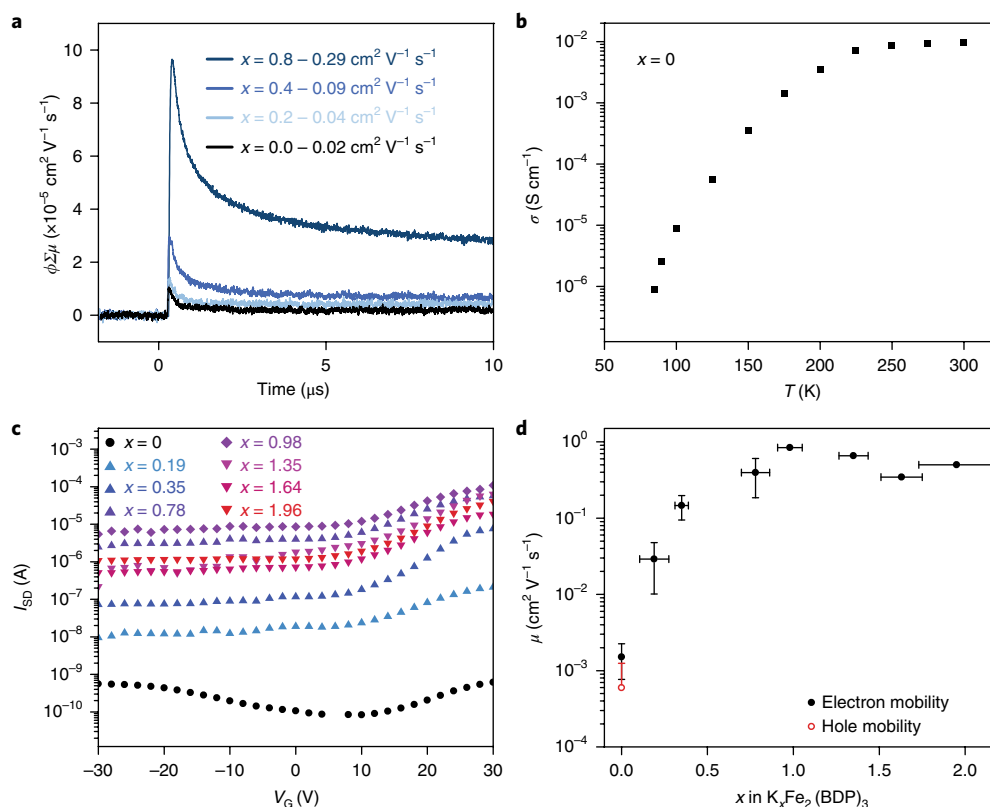 a
x = 0.8 – 0.29 cm² V⁻¹ s⁻¹
x = 0.4 – 0.09 cm² V⁻¹ s⁻¹
x = 0.2 – 0.04 cm² V⁻¹ s⁻¹
x = 0.0 – 0.02 cm² V⁻¹ s⁻¹
ϕΣμ (×10⁻⁵ cm² V⁻¹ s⁻¹)
10
8
6
4
2
0
0 5 10
Time (μs)
b
x = 0
σ (S cm⁻¹)
10⁻²
10⁻³
10⁻⁴
10⁻⁵
10⁻⁶
50 100 150 200 250 300
T (K)
c
x = 0 x = 0.98
x = 0.19 x = 1.35
x = 0.35 x = 1.64
x = 0.78 x = 1.96
I_SD (A)
10⁻³
10⁻⁴
10⁻⁵
10⁻⁶
10⁻⁷
10⁻⁸
10⁻⁹
10⁻¹⁰
–30 –20 –10 0 10 20 30
V_G (V)
d
μ (cm² V⁻¹ s⁻¹)
10⁰
10⁻¹
10⁻²
10⁻³
10⁻⁴
Electron mobility
Hole mobility
0.0 0.5 1.0 1.5 2.0
x in KₓFe₂(BDP)₃